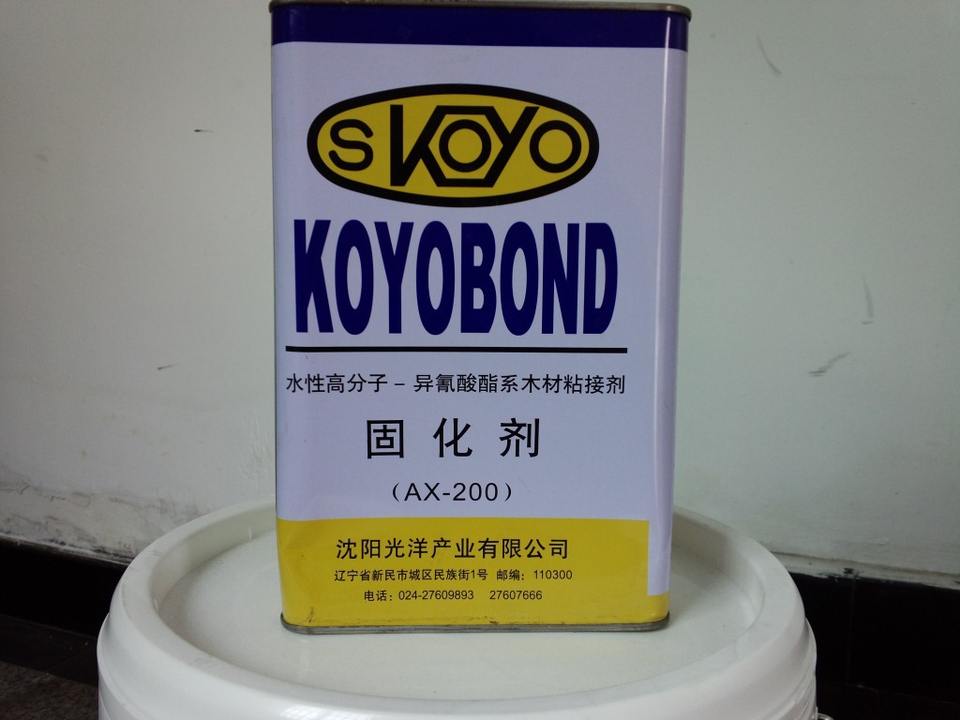 SKOYO
KOYOBOND
水性高分子－异氰酸酯系木材粘接剂
固化剂
（AX-200）
沈阳光洋产业有限公司
辽宁省新民市城区民族街1号 邮编：110300
电话：024-27609893 27607666